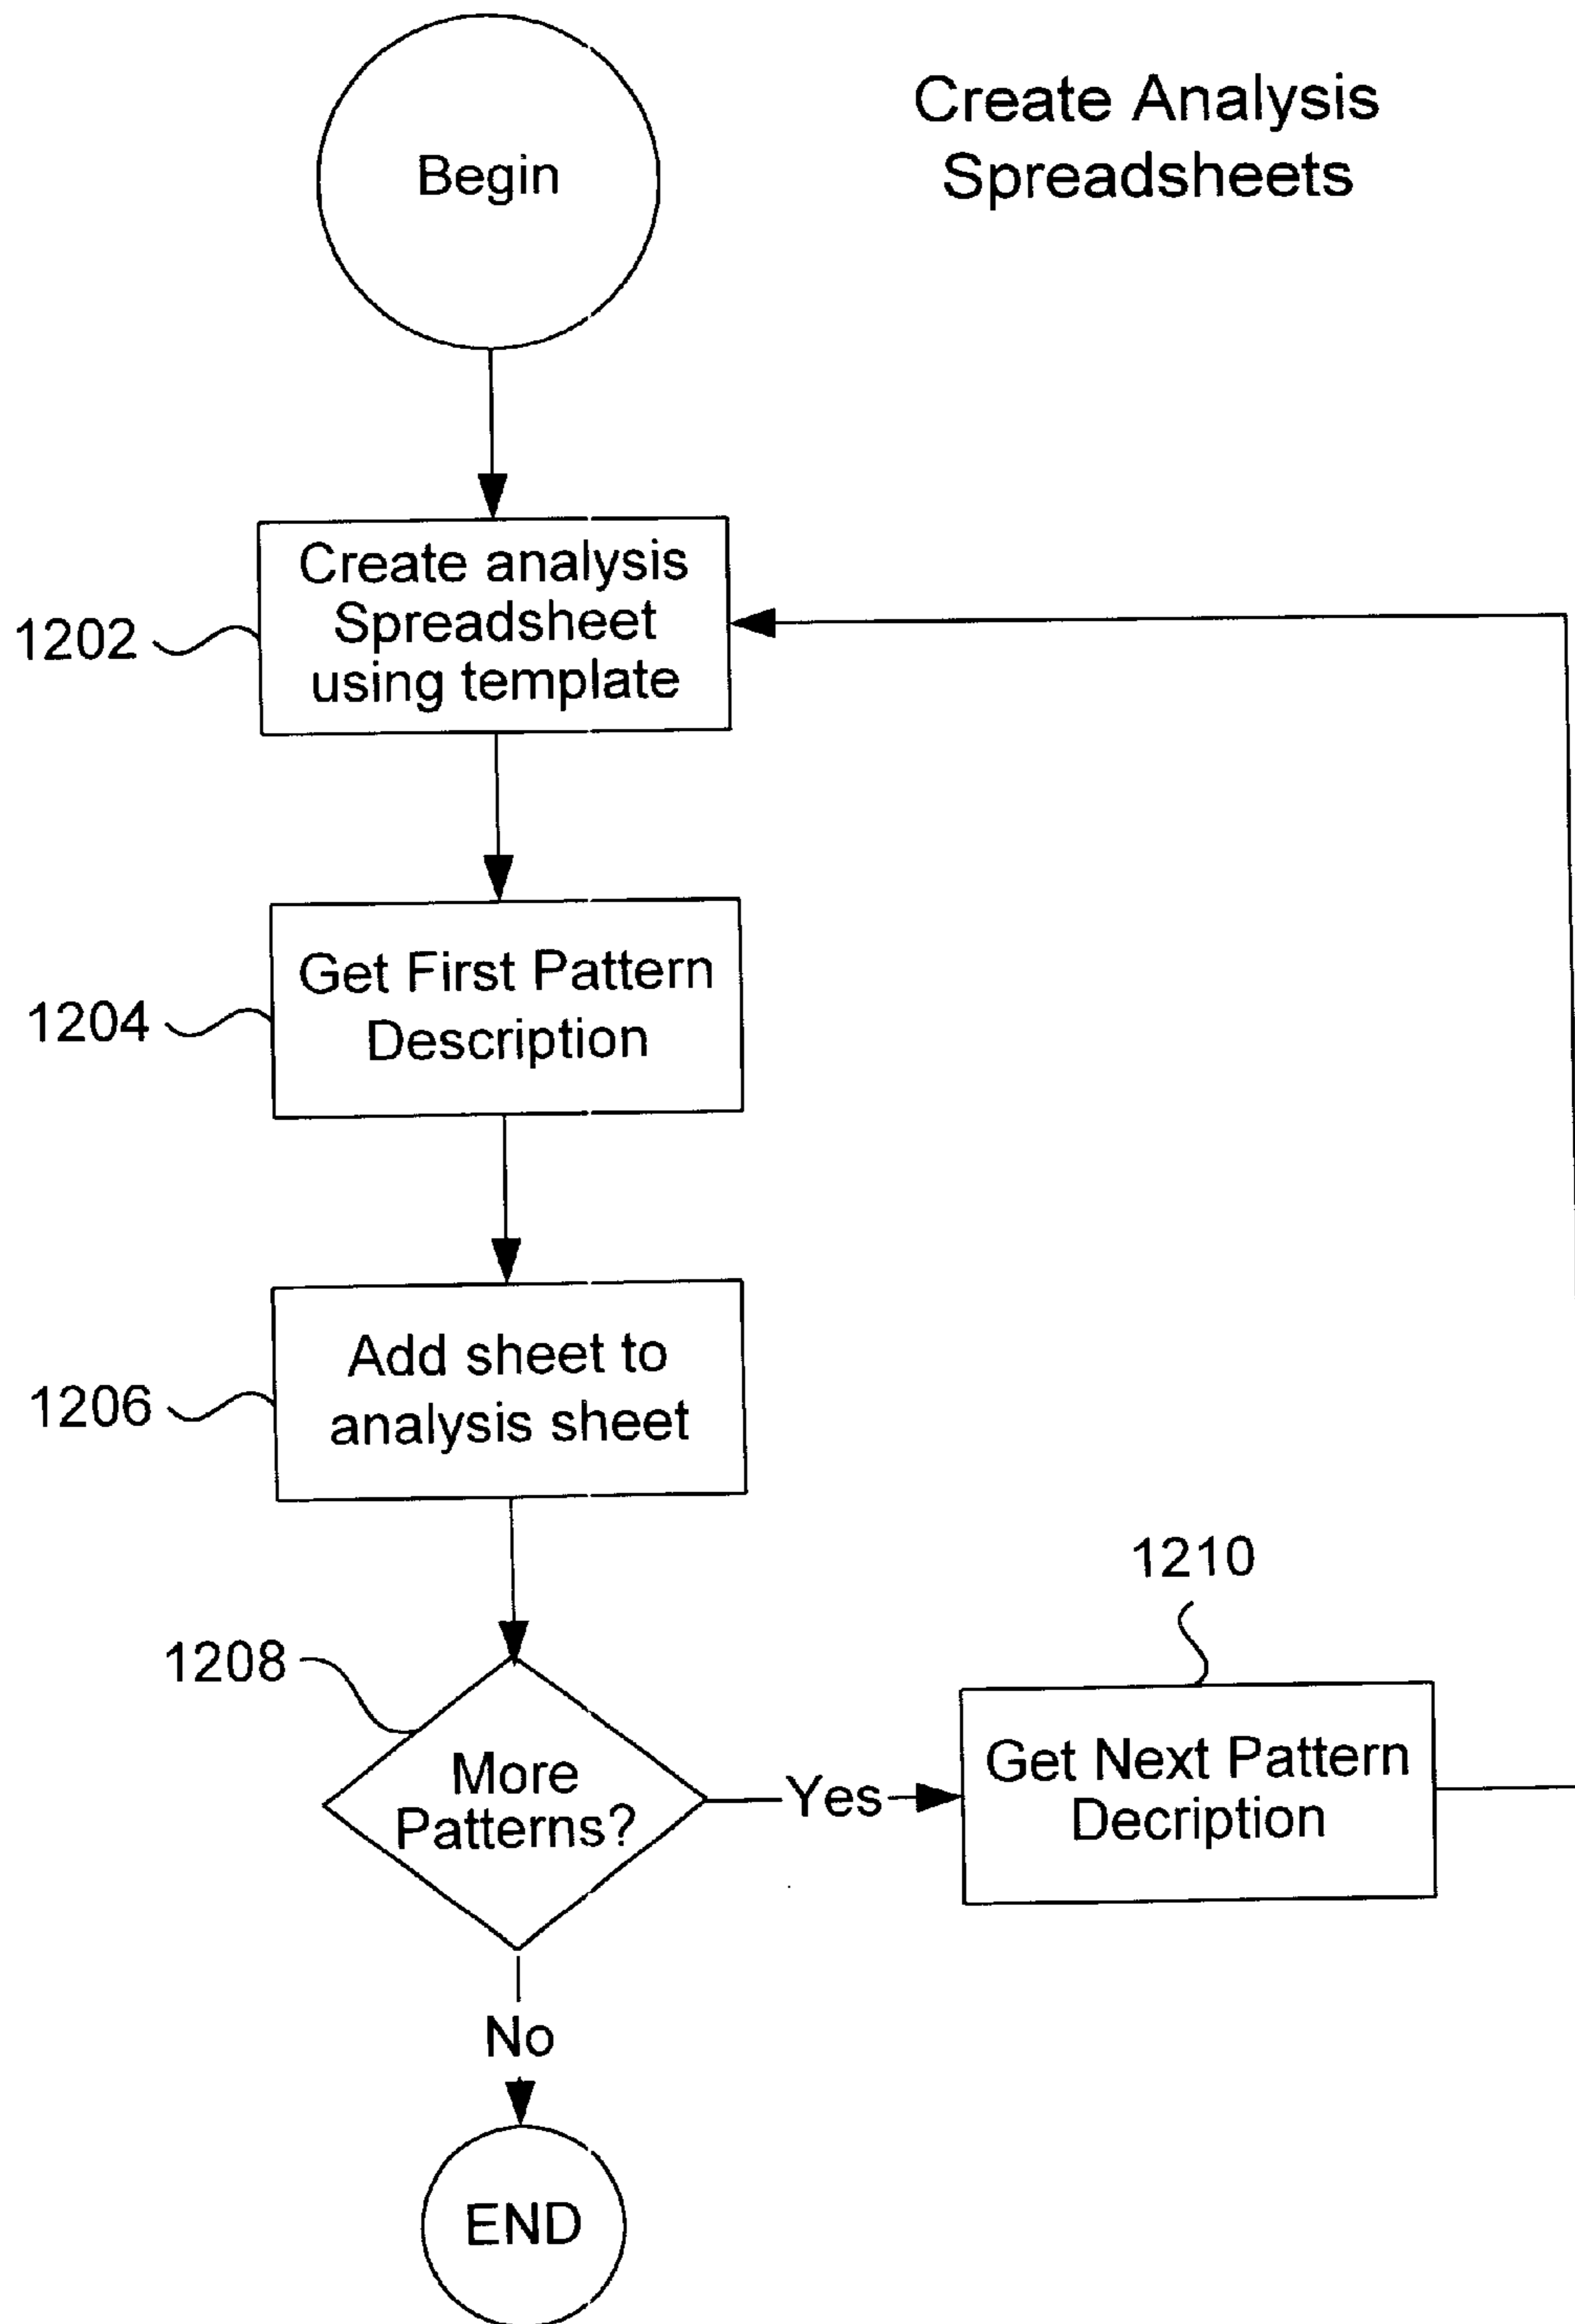 Create Analysis
Spreadsheets
Begin
Create analysis
Spreadsheet
using template
1202
Get First Pattern
Description
1204
Add sheet to
analysis sheet
1206
1208
More
Patterns?
Yes
1210
Get Next Pattern
Decription
No
END